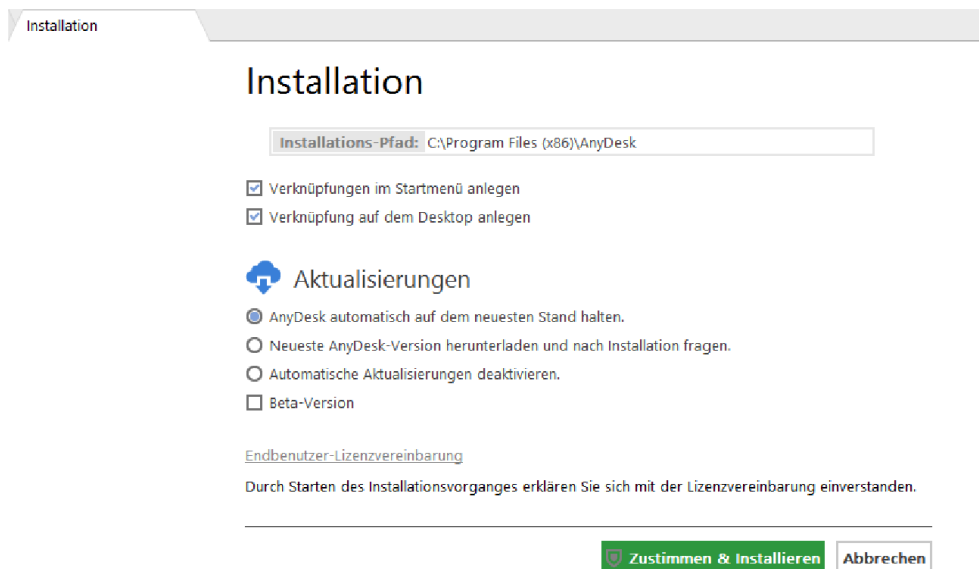 Installation
Installation
Installations-Pfad: C:\Program Files (x86)\AnyDesk
Verknüpfungen im Startmenü anlegen
Verknüpfung auf dem Desktop anlegen
Aktualisierungen
AnyDesk automatisch auf dem neuesten Stand halten.
Neueste AnyDesk-Version herunterladen und nach Installation fragen.
Automatische Aktualisierungen deaktivieren.
Beta-Version
Endbenutzer-Lizenzvereinbarung
Durch Starten des Installationsvorganges erklären Sie sich mit der Lizenzvereinbarung einverstanden.
Zustimmen & Installieren Abbrechen